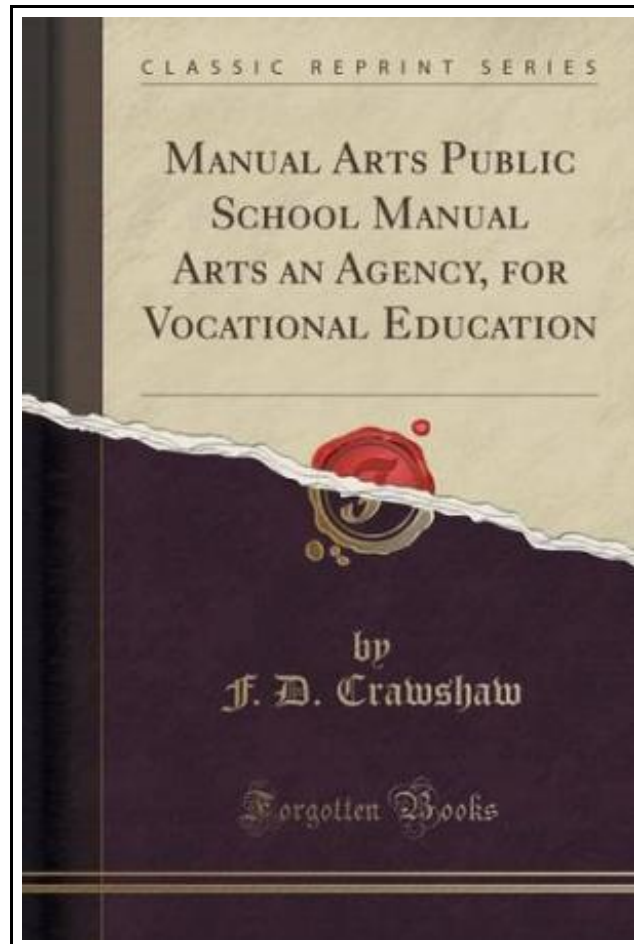 CLASSIC REPRINT SERIES
MANUAL ARTS PUBLIC
SCHOOL MANUAL
ARTS AN AGENCY, FOR
VOCATIONAL EDUCATION
by
F. D. Crawshaw
Forgotten Books